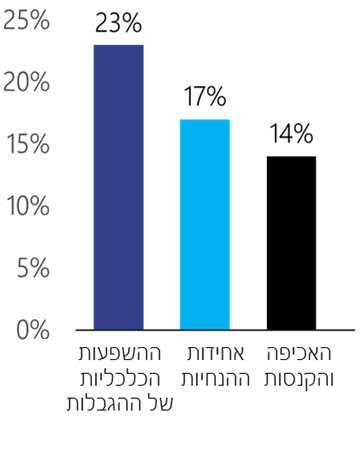 25%
20%
15%
10%
5%
0%
23%
17%
14%
ההשפעות
הכלכליות
של ההגבלות
אחידות
ההנחיות
האכיפה
והקנסות